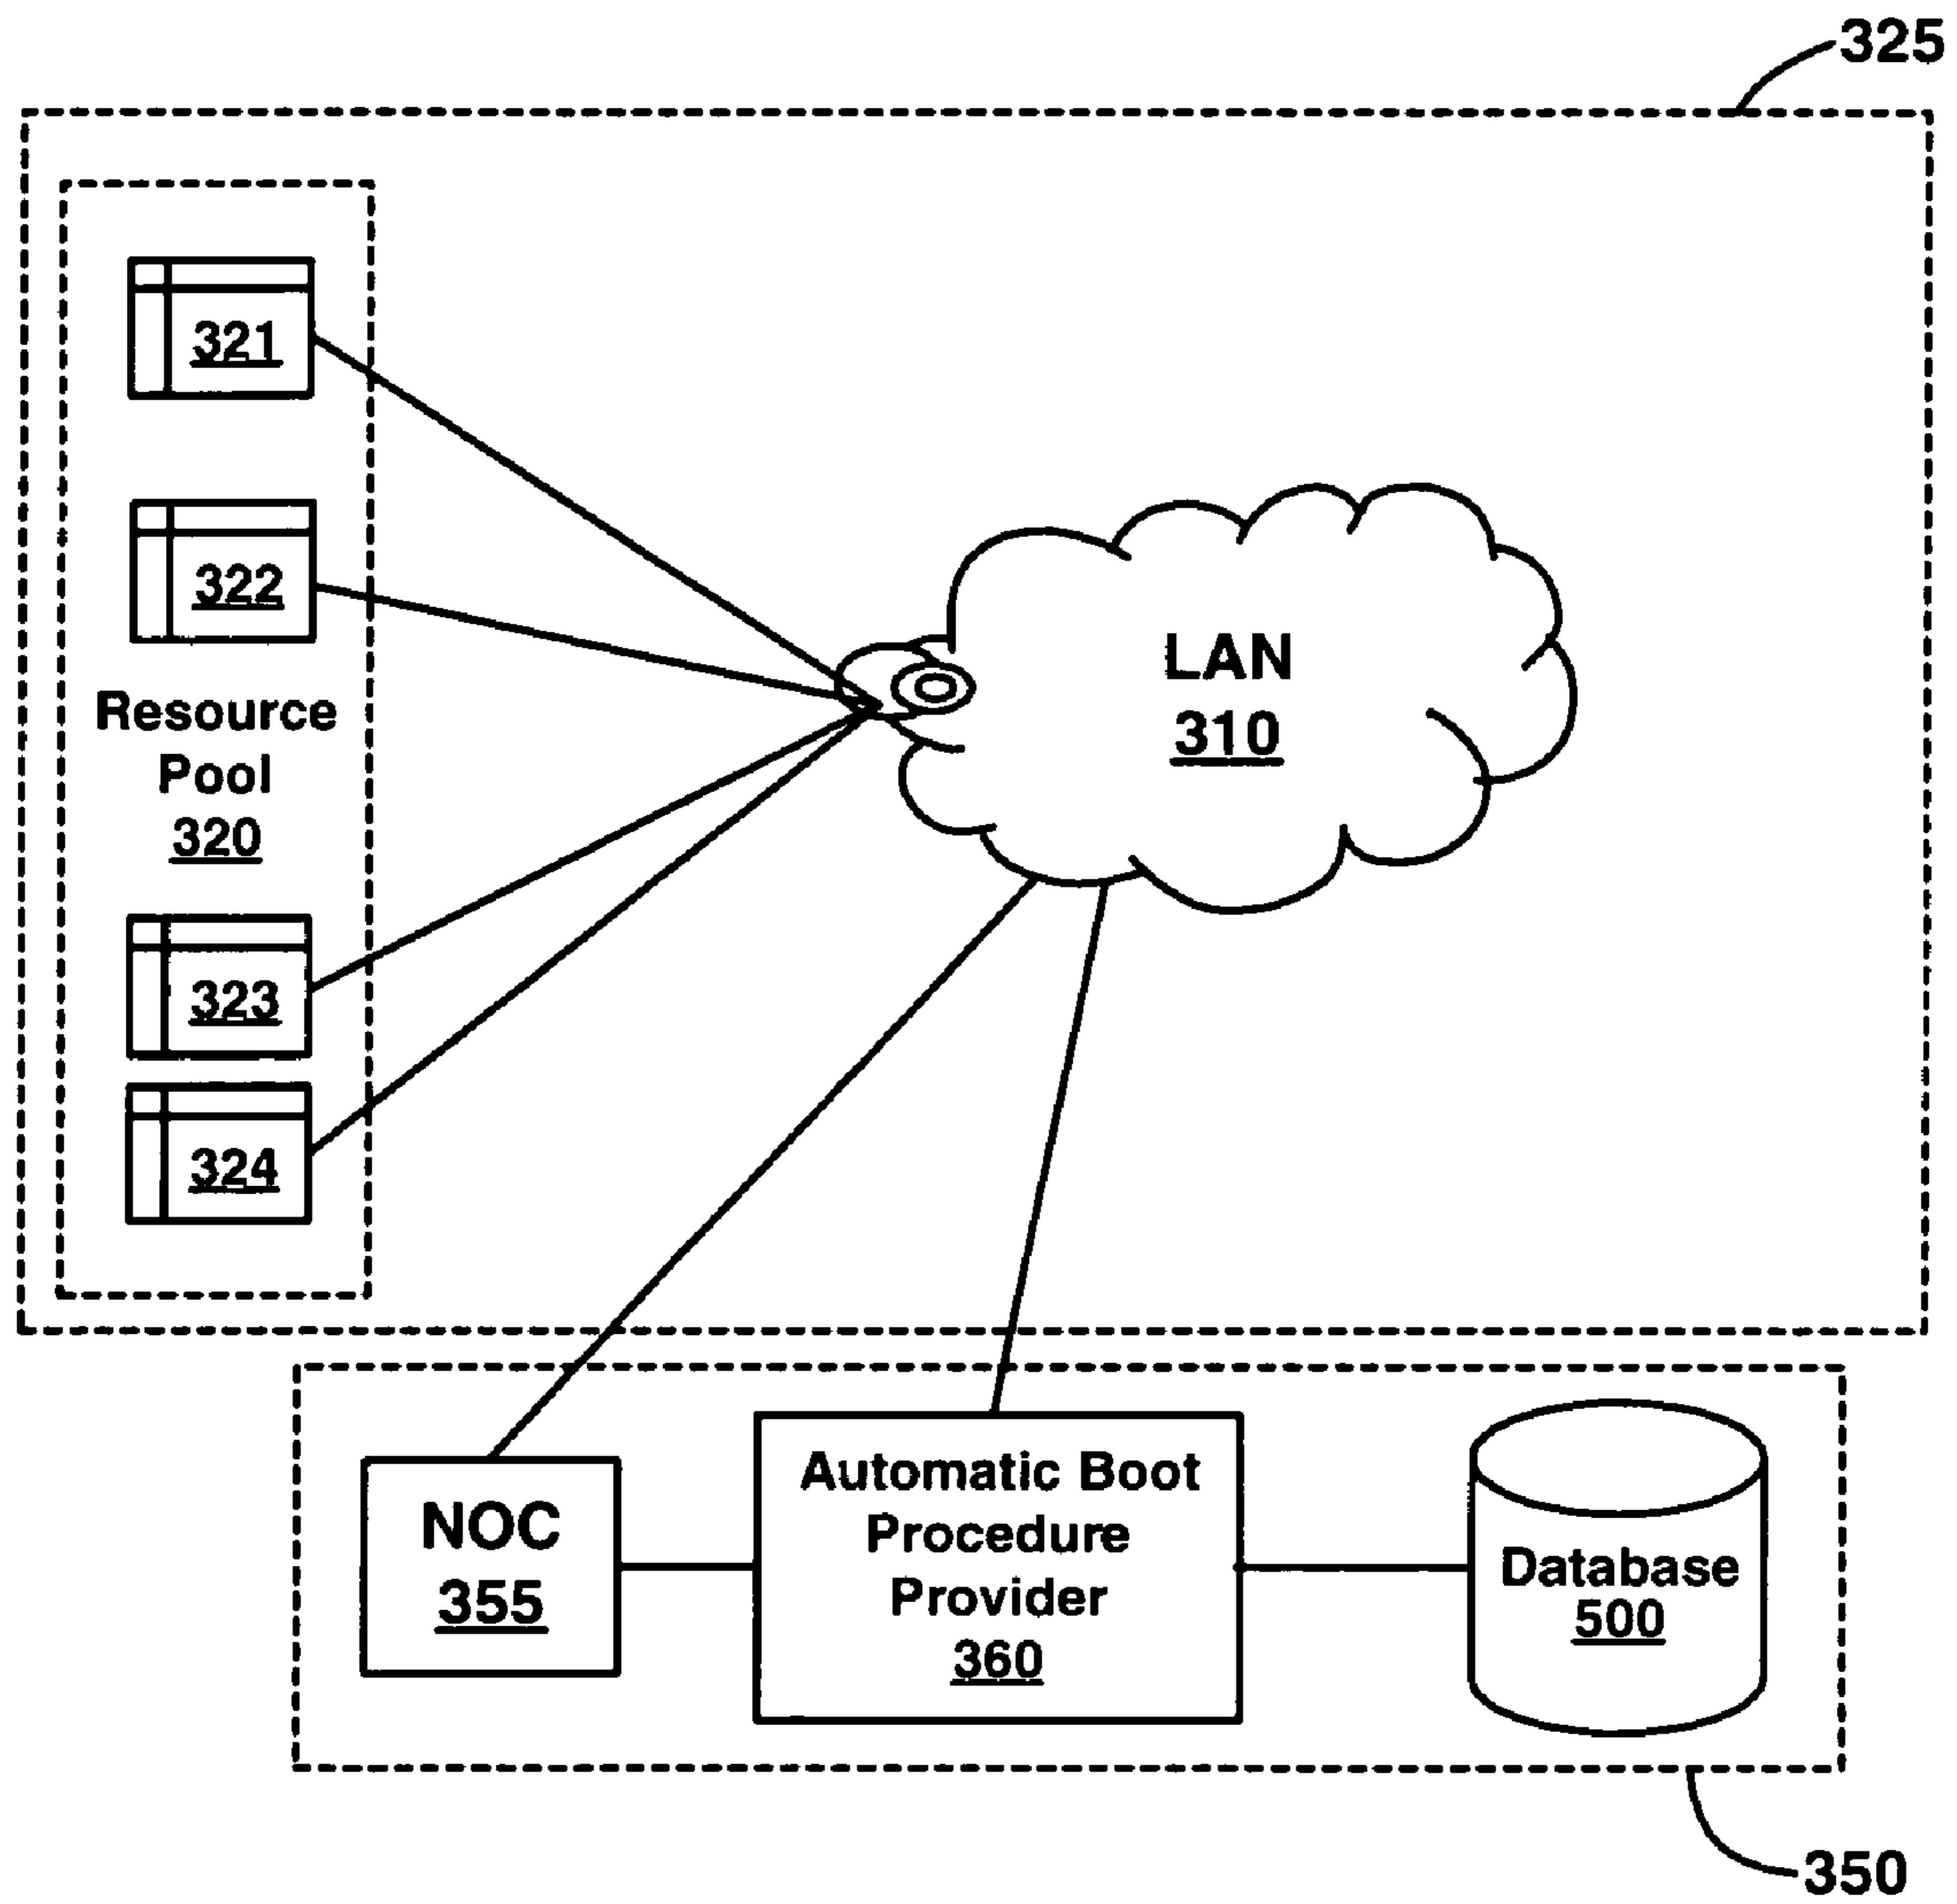 325
321
322
Resource
Pool
320
323
324
LAN
310
NOC
355
Automatic Boot
Procedure
Provider
360
Database
500
350